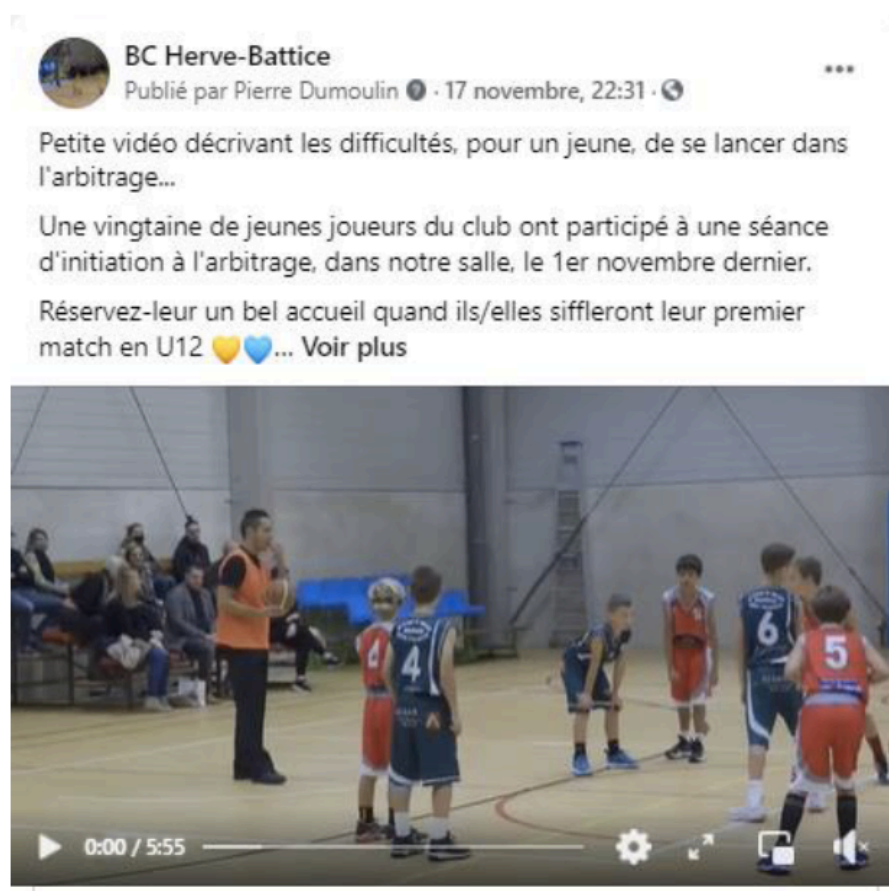 BC Herve-Battice
Publié par Pierre Dumoulin · 17 novembre, 22:31 ·
Petite vidéo décrivant les difficultés, pour un jeune, de se lancer dans
l'arbitrage...
Une vingtaine de jeunes joueurs du club ont participé à une séance
d'initiation à l'arbitrage, dans notre salle, le 1er novembre dernier.
Réservez-leur un bel accueil quand ils/elles siffleront leur premier
match en U12 💛💙... Voir plus
6
4
4
5
0:00 / 5:55